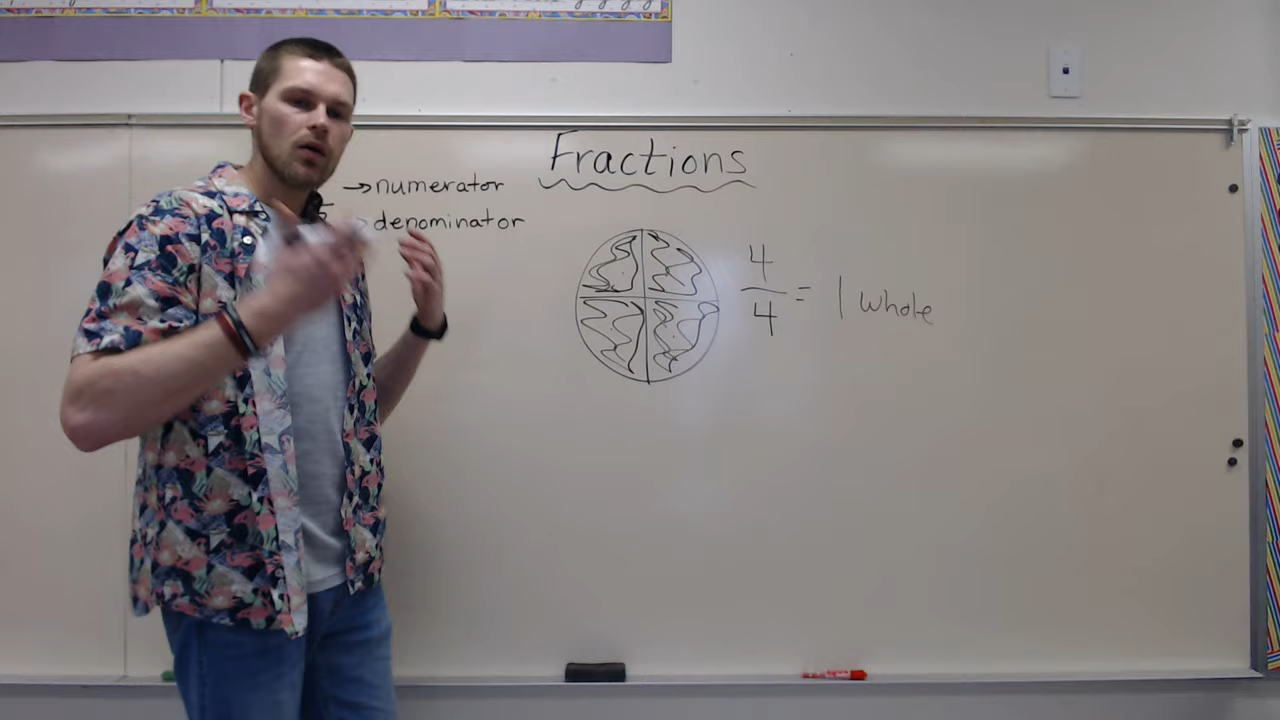 Fractions
→numerator
denominator
4
4
= 1 whole